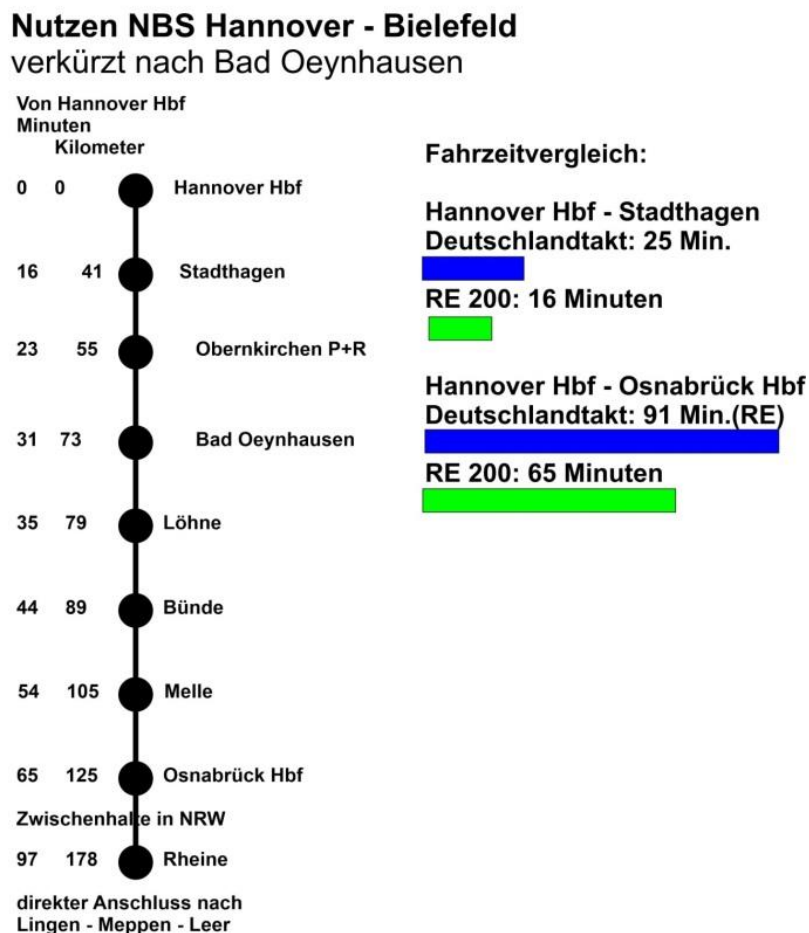 Nutzen NBS Hannover - Bielefeld
verkürzt nach Bad Oeynhausen
Von Hannover Hbf
Minuten
Kilometer
0 0 Hannover Hbf
16 41 Stadthagen
23 55 Obernkirchen P+R
31 73 Bad Oeynhausen
35 79 Löhne
44 89 Bünde
54 105 Melle
65 125 Osnabrück Hbf
Zwischenhalte in NRW
97 178 Rheine
direkter Anschluss nach
Lingen - Meppen - Leer
Fahrzeitvergleich:
Hannover Hbf - Stadthagen
Deutschlandtakt: 25 Min.
RE 200: 16 Minuten
Hannover Hbf - Osnabrück Hbf
Deutschlandtakt: 91 Min.(RE)
RE 200: 65 Minuten